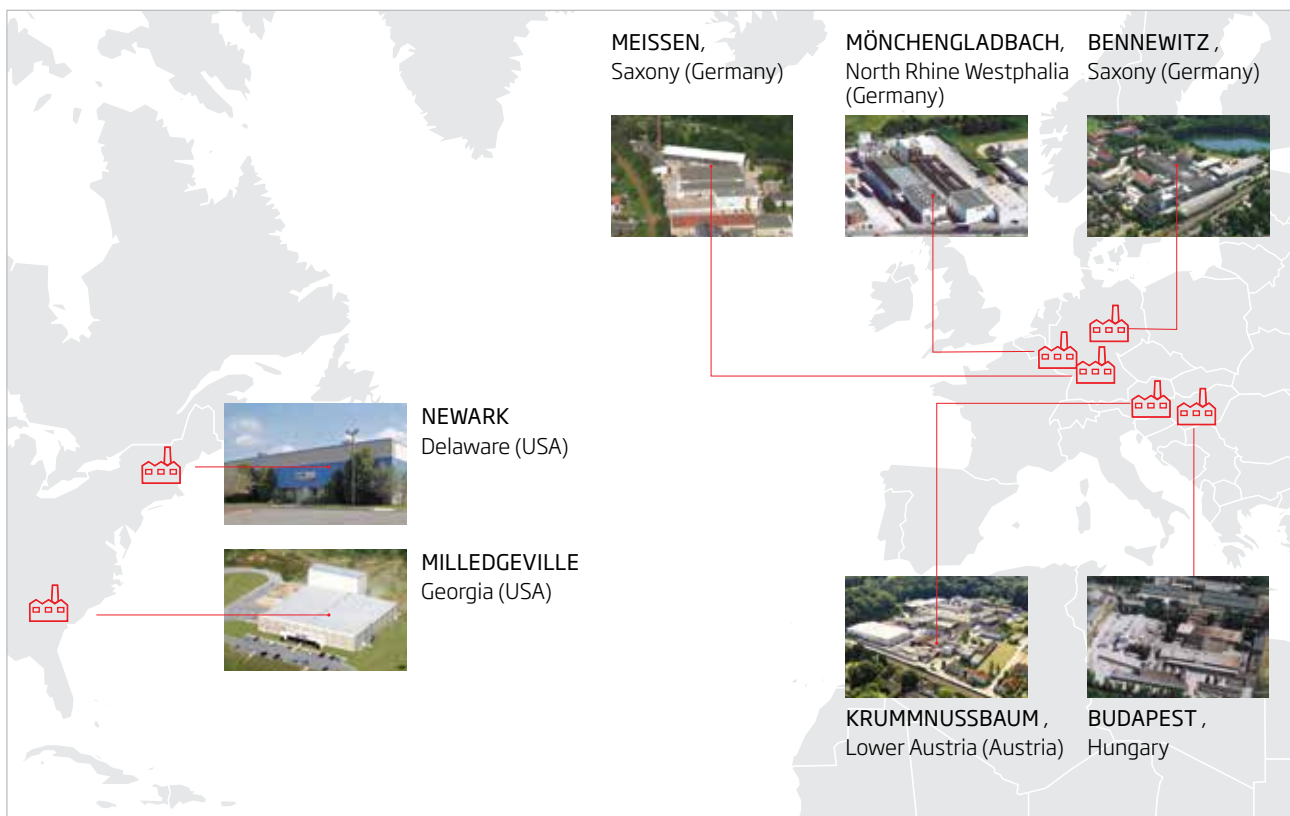 MEISSEN,
Saxony (Germany)
MÖNCHENGLADBACH,
North Rhine Westphalia
(Germany)
BENNEWITZ ,
Saxony (Germany)
NEWARK
Delaware (USA)
MILLEDGEVILLE
Georgia (USA)
KRUMMNUSSBAUM ,
Lower Austria (Austria)
BUDAPEST ,
Hungary